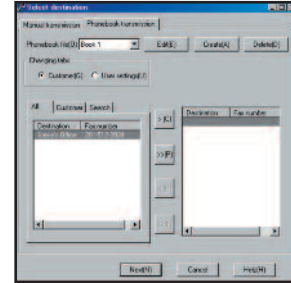 Select destination
Manual transmission Phonebook transmission
Phonebook file(B) Book 1 Edit(E) Create(A) Delete(D)
Changing tabs
Customer(G) User settings(U)
All Customer Search
Destination Fax number
Destination Fax number
Next(N) Cancel Help(H)